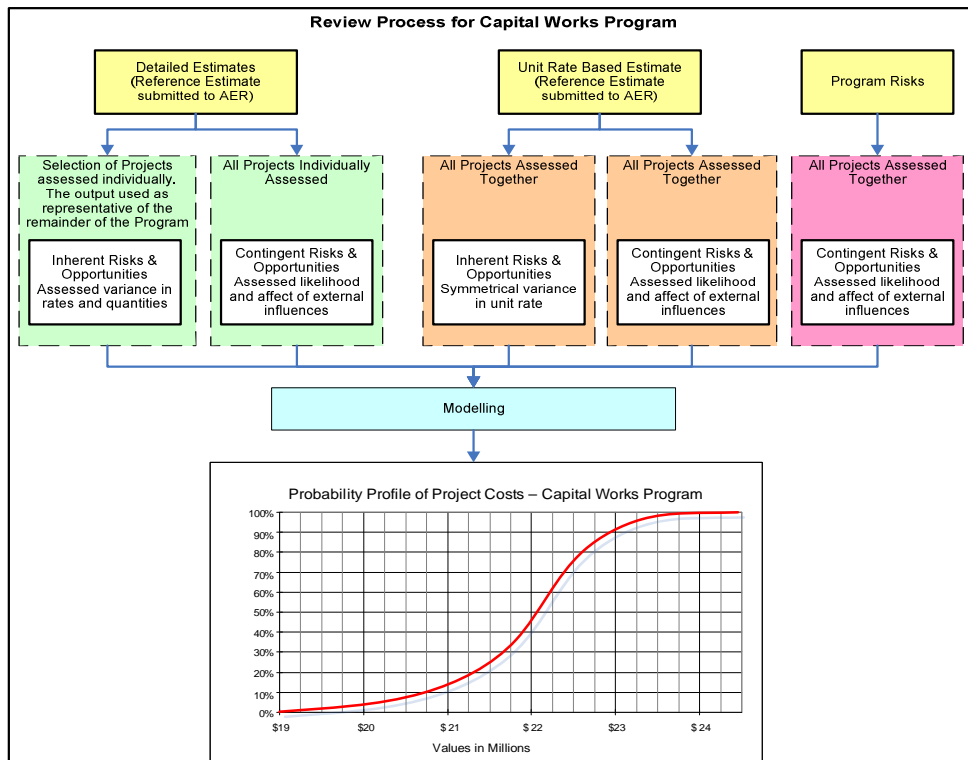 Review Process for Capital Works Program
Detailed Estimates
(Reference Estimate
submitted to AER)
Unit Rate Based Estimate
(Reference Estimate
submitted to AER)
Program Risks
Selection of Projects
assessed individually.
The output used as
representative of the
remainder of the Program
Inherent Risks &
Opportunities
Assessed variance in
rates and quantities
All Projects Individually
Assessed
Contingent Risks &
Opportunities
Assessed likelihood
and affect of external
influences
All Projects Assessed
Together
Inherent Risks &
Opportunities
Symmetrical variance
in unit rate
All Projects Assessed
Together
Contingent Risks &
Opportunities
Assessed likelihood
and affect of external
influences
All Projects Assessed
Together
Contingent Risks &
Opportunities
Assessed likelihood
and affect of external
influences
Modelling
Probability Profile of Project Costs – Capital Works Program
100%
90%
80%
70%
60%
50%
40%
30%
20%
10%
0%
$19 $20 $21 $22 $23 $24
Values in Millions